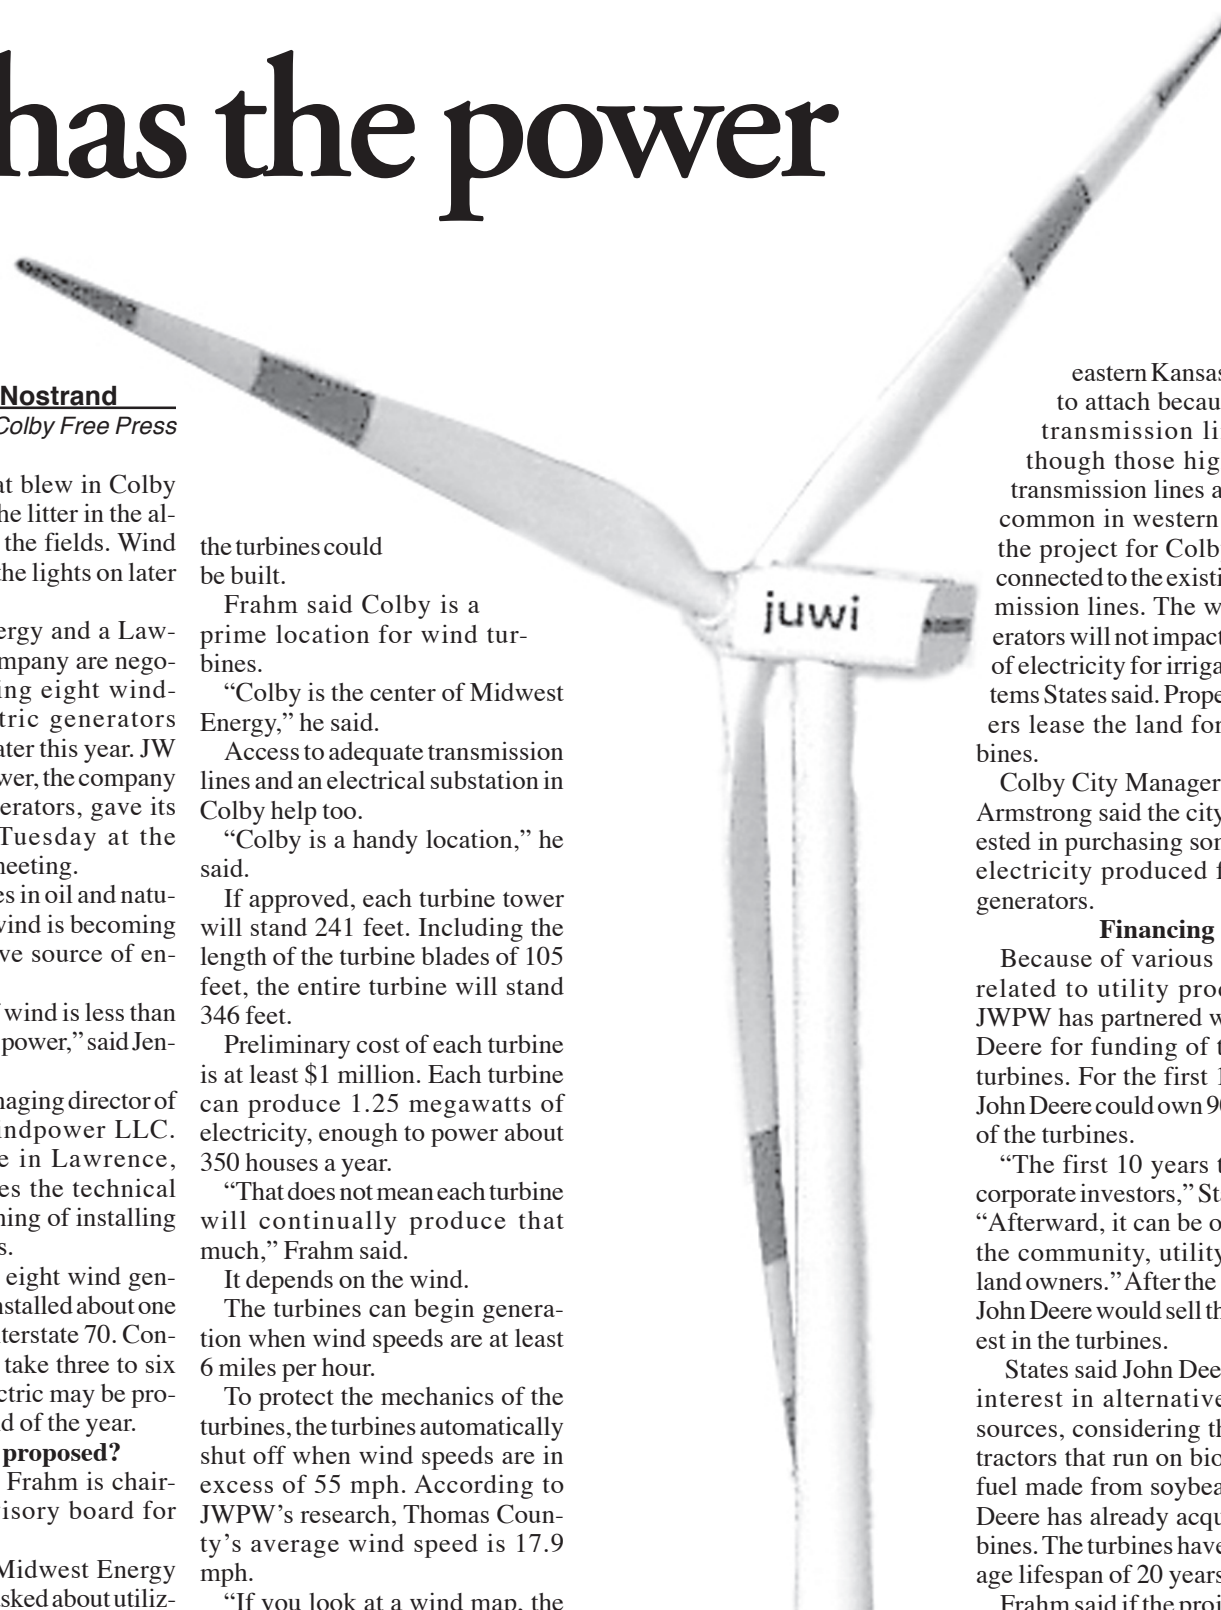 has the power
Nostrand
Colby Free Press
at blew in Colby
he litter in the al-
the fields. Wind
the lights on later
ergy and a Law-
mpany are nego-
ing eight wind-
tric generators
ater this year. JW
wer, the company
erators, gave its
Tuesday at the
neeting.
es in oil and natu-
wind is becoming
ve source of en-
wind is less than
power,” said Jen-
naging director of
indpower LLC.
e in Lawrence,
es the technical
ning of installing
s.
eight wind gen-
nstalled about one
terstate 70. Con-
take three to six
ctric may be pro-
d of the year.
proposed?
Frahm is chair-
visory board for
Midwest Energy
asked about utiliz-
the turbines could
be built.
Frahm said Colby is a
prime location for wind tur-
bines.
“Colby is the center of Midwest
Energy,” he said.
Access to adequate transmission
lines and an electrical substation in
Colby help too.
“Colby is a handy location,” he
said.
If approved, each turbine tower
will stand 241 feet. Including the
length of the turbine blades of 105
feet, the entire turbine will stand
346 feet.
Preliminary cost of each turbine
is at least $1 million. Each turbine
can produce 1.25 megawatts of
electricity, enough to power about
350 houses a year.
“That does not mean each turbine
will continually produce that
much,” Frahm said.
It depends on the wind.
The turbines can begin genera-
tion when wind speeds are at least
6 miles per hour.
To protect the mechanics of the
turbines, the turbines automatically
shut off when wind speeds are in
excess of 55 mph. According to
JWPW’s research, Thomas Coun-
ty’s average wind speed is 17.9
mph.
“If you look at a wind map, the
juwi
eastern Kansas
to attach becau
transmission li
though those hig
transmission lines a
common in western
the project for Colb
connected to the existi
mission lines. The w
erators will not impact
of electricity for irriga
tems States said. Prope
ers lease the land for
bines.
Colby City Manager
Armstrong said the city
ested in purchasing son
electricity produced f
generators.
Financing
Because of various
related to utility prod
JWPW has partnered w
Deere for funding of t
turbines. For the first 1
John Deere could own 90
of the turbines.
“The first 10 years t
corporate investors,” Sta
“Afterward, it can be o
the community, utility
land owners.” After the
John Deere would sell th
est in the turbines.
States said John Dee
interest in alternative
sources, considering th
tractors that run on bio
fuel made from soybea
Deere has already acqu
bines. The turbines have
age lifespan of 20 years
Frahm said if the proj